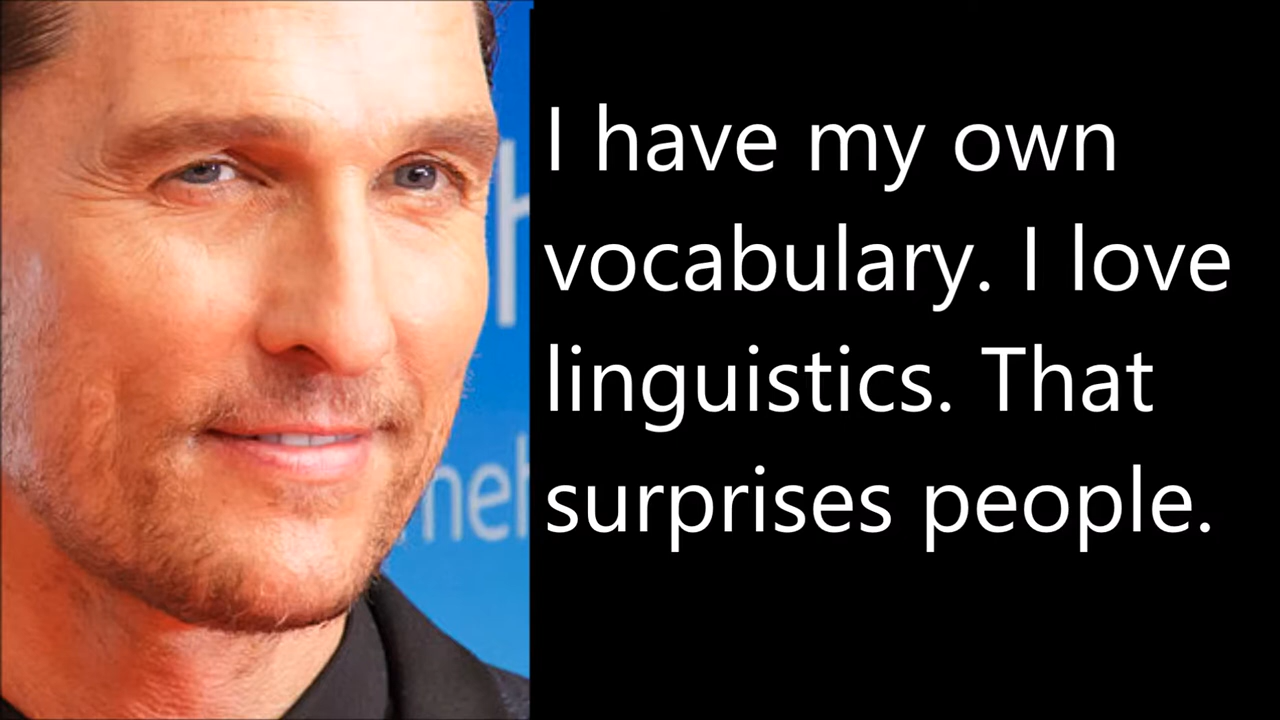 I have my own
vocabulary. I love
linguistics. That
surprises people.